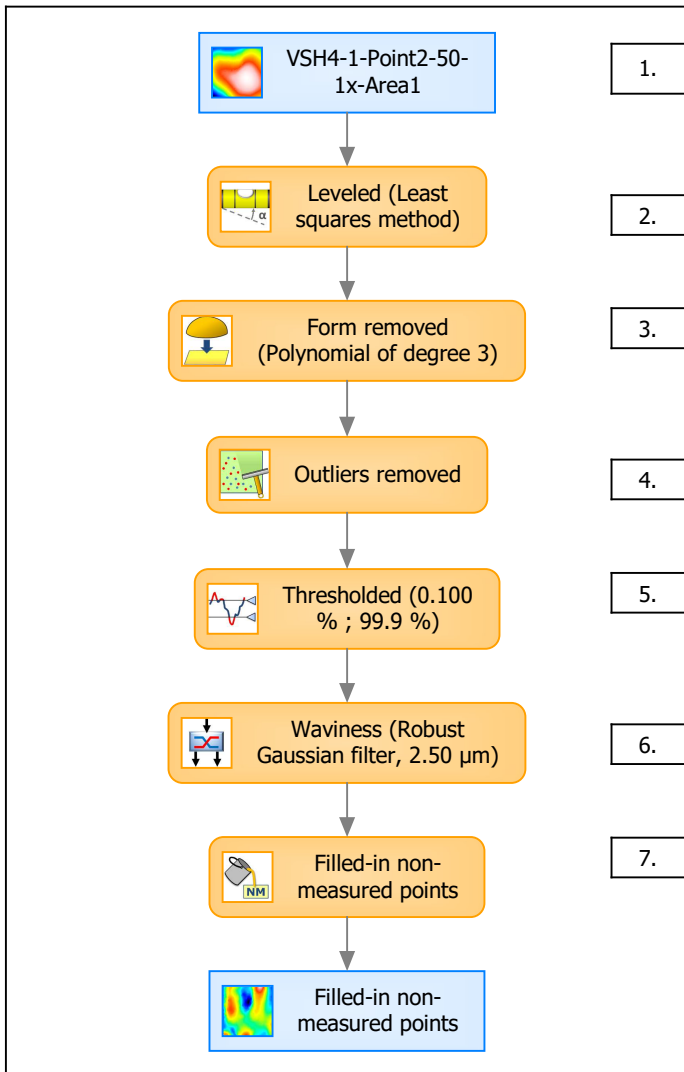 VSH4-1-Point2-50-
1x-Area1
1.
Leveled (Least
squares method)
α
2.
Form removed
(Polynomial of degree 3)
3.
Outliers removed
4.
Thresholded (0.100
% ; 99.9 %)
5.
Waviness (Robust
Gaussian filter, 2.50 µm)
6.
Filled-in non-
measured points
NM
7.
Filled-in non-
measured points